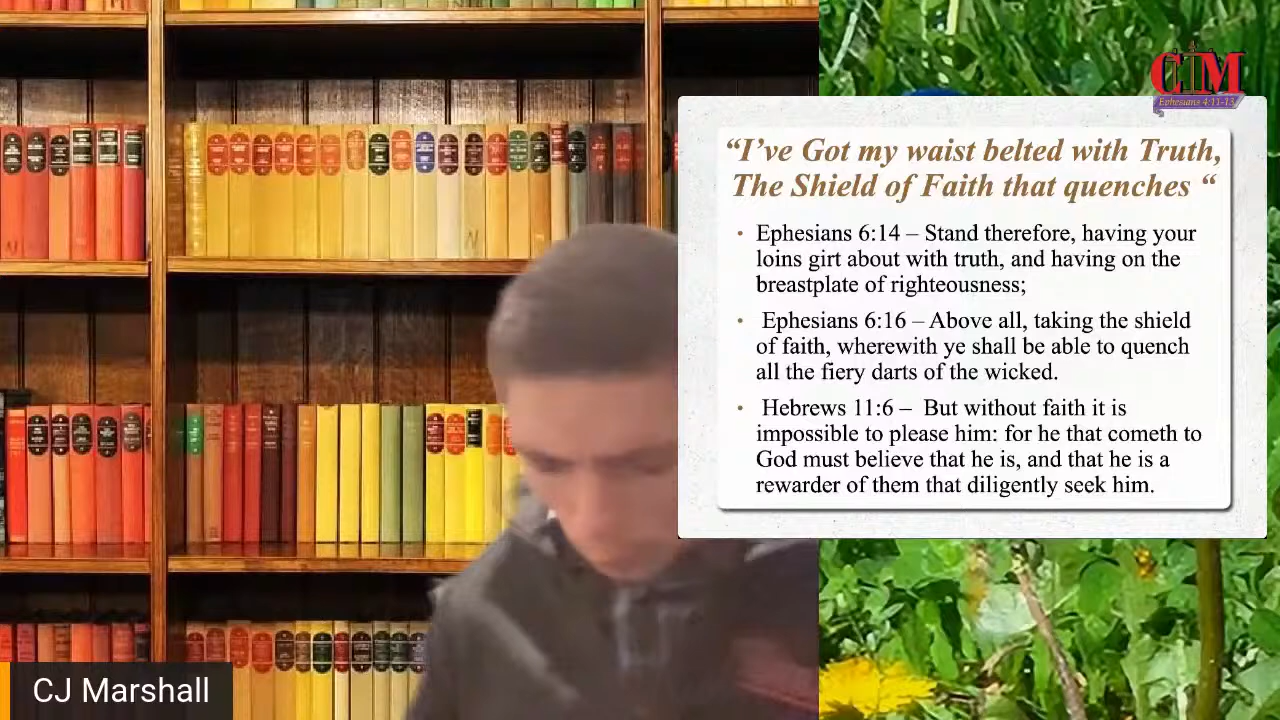 CIM
Ephesians 4:11-13
“I’ve Got my waist belted with Truth,
The Shield of Faith that quenches “
• Ephesians 6:14 – Stand therefore, having your
loins girt about with truth, and having on the
breastplate of righteousness;
• Ephesians 6:16 – Above all, taking the shield
of faith, wherewith ye shall be able to quench
all the fiery darts of the wicked.
• Hebrews 11:6 – But without faith it is
impossible to please him: for he that cometh to
God must believe that he is, and that he is a
rewarder of them that diligently seek him.
CJ Marshall